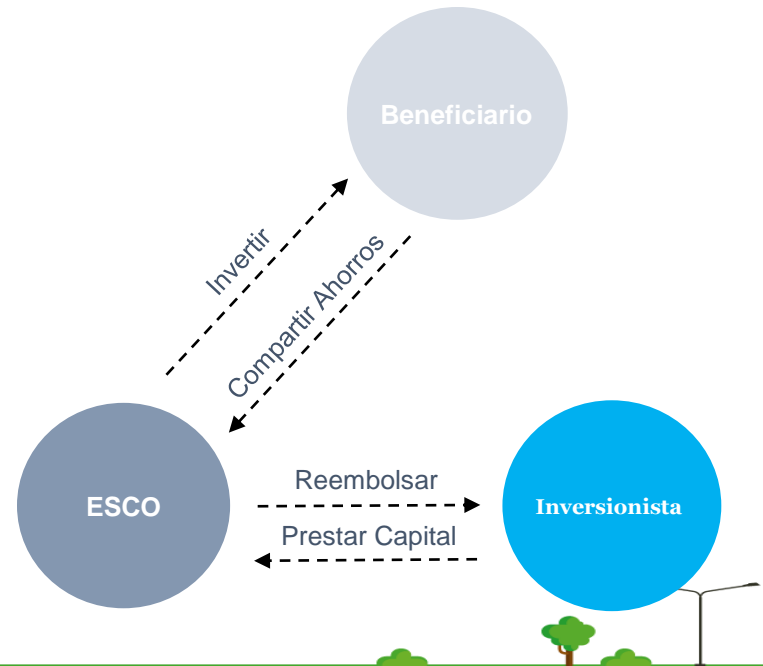 Beneficiario
Invertir
Compartir Ahorros
ESCO
Reembolsar
Prestar Capital
Inversionista